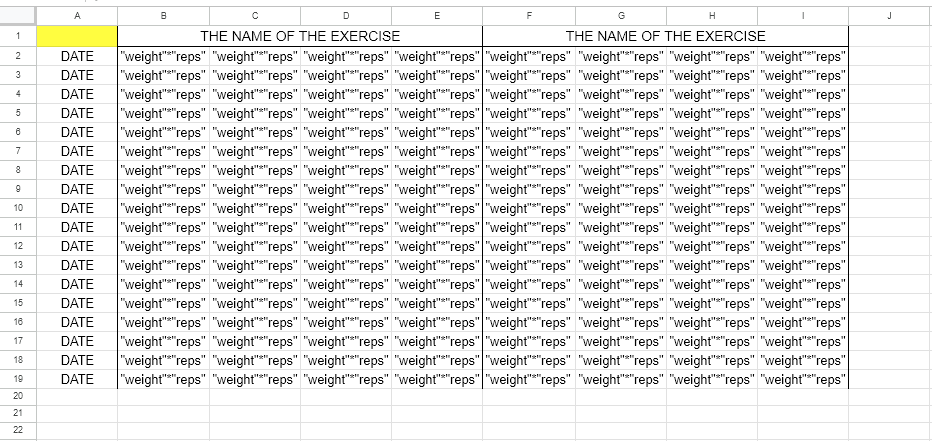 A B C D E F G H I J
1 THE NAME OF THE EXERCISE THE NAME OF THE EXERCISE
2 DATE "weight"*"reps" "weight"*"reps" "weight"*"reps" "weight"*"reps" "weight"*"reps" "weight"*"reps" "weight"*"reps" "weight"*"reps"
3 DATE "weight"*"reps" "weight"*"reps" "weight"*"reps" "weight"*"reps" "weight"*"reps" "weight"*"reps" "weight"*"reps" "weight"*"reps"
4 DATE "weight"*"reps" "weight"*"reps" "weight"*"reps" "weight"*"reps" "weight"*"reps" "weight"*"reps" "weight"*"reps" "weight"*"reps"
5 DATE "weight"*"reps" "weight"*"reps" "weight"*"reps" "weight"*"reps" "weight"*"reps" "weight"*"reps" "weight"*"reps" "weight"*"reps"
6 DATE "weight"*"reps" "weight"*"reps" "weight"*"reps" "weight"*"reps" "weight"*"reps" "weight"*"reps" "weight"*"reps" "weight"*"reps"
7 DATE "weight"*"reps" "weight"*"reps" "weight"*"reps" "weight"*"reps" "weight"*"reps" "weight"*"reps" "weight"*"reps" "weight"*"reps"
8 DATE "weight"*"reps" "weight"*"reps" "weight"*"reps" "weight"*"reps" "weight"*"reps" "weight"*"reps" "weight"*"reps" "weight"*"reps"
9 DATE "weight"*"reps" "weight"*"reps" "weight"*"reps" "weight"*"reps" "weight"*"reps" "weight"*"reps" "weight"*"reps" "weight"*"reps"
10 DATE "weight"*"reps" "weight"*"reps" "weight"*"reps" "weight"*"reps" "weight"*"reps" "weight"*"reps" "weight"*"reps" "weight"*"reps"
11 DATE "weight"*"reps" "weight"*"reps" "weight"*"reps" "weight"*"reps" "weight"*"reps" "weight"*"reps" "weight"*"reps" "weight"*"reps"
12 DATE "weight"*"reps" "weight"*"reps" "weight"*"reps" "weight"*"reps" "weight"*"reps" "weight"*"reps" "weight"*"reps" "weight"*"reps"
13 DATE "weight"*"reps" "weight"*"reps" "weight"*"reps" "weight"*"reps" "weight"*"reps" "weight"*"reps" "weight"*"reps" "weight"*"reps"
14 DATE "weight"*"reps" "weight"*"reps" "weight"*"reps" "weight"*"reps" "weight"*"reps" "weight"*"reps" "weight"*"reps" "weight"*"reps"
15 DATE "weight"*"reps" "weight"*"reps" "weight"*"reps" "weight"*"reps" "weight"*"reps" "weight"*"reps" "weight"*"reps" "weight"*"reps"
16 DATE "weight"*"reps" "weight"*"reps" "weight"*"reps" "weight"*"reps" "weight"*"reps" "weight"*"reps" "weight"*"reps" "weight"*"reps"
17 DATE "weight"*"reps" "weight"*"reps" "weight"*"reps" "weight"*"reps" "weight"*"reps" "weight"*"reps" "weight"*"reps" "weight"*"reps"
18 DATE "weight"*"reps" "weight"*"reps" "weight"*"reps" "weight"*"reps" "weight"*"reps" "weight"*"reps" "weight"*"reps" "weight"*"reps"
19 DATE "weight"*"reps" "weight"*"reps" "weight"*"reps" "weight"*"reps" "weight"*"reps" "weight"*"reps" "weight"*"reps" "weight"*"reps"
20
21
22